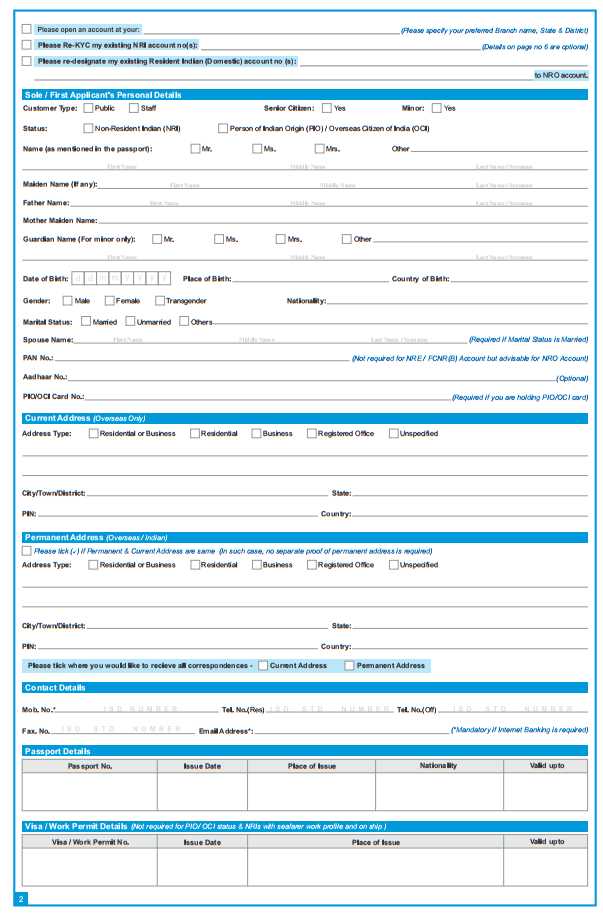 Please open an account at your: (Please specify your preferred Branch name, State & District)
Please Re-KYC my existing NRI account no(s): (Details on page no 6 are optional)
Please re-designate my existing Resident Indian (Domestic) account no (s):
to NRO account.
Sole / First Applicant's Personal Details
Customer Type: Public Staff Senior Citizen: Yes Minor: Yes
Status: Non-Resident Indian (NRI) Person of Indian Origin (PIO) / Overseas Citizen of India (OCI)
Name (as mentioned in the passport): Mr. Ms. Mrs. Other
First Name Middle Name Last Name / Surname
Maiden Name (If any): First Name Middle Name Last Name / Surname
Father Name: First Name Middle Name Last Name / Surname
Mother Maiden Name:
Guardian Name (For minor only): Mr. Ms. Mrs. Other
First Name Middle Name Last Name / Surname
Date of Birth: d d m m y y y y Place of Birth: Country of Birth:
Gender: Male Female Transgender Nationality:
Marital Status: Married Unmarried Others
Spouse Name: First Name Middle Name Last Name / Surname (Required if Marital Status is Married)
PAN No.: (Not required for NRE / FCNR(B) Account but advisable for NRO Account)
Aadhaar No.: (Optional)
PIO/OCI Card No.: (Required if you are holding PIO/OCI card)
Current Address (Overseas Only)
Address Type: Residential or Business Residential Business Registered Office Unspecified
City/Town/District: State:
PIN: Country:
Permanent Address (Overseas / Indian)
Please tick (✓) if Permanent & Current Address are same (In such case, no separate proof of permanent address is required)
Address Type: Residential or Business Residential Business Registered Office Unspecified
City/Town/District: State:
PIN: Country:
Please tick where you would like to recieve all correspondences - Current Address Permanent Address
Contact Details
Mob. No.* ISD NUMBER Tel. No.(Res) ISD STD NUMBER Tel. No.(Off) ISD STD NUMBER
Fax. No. ISD STD NUMBER Email Address*: (*Mandatory if Internet Banking is required)
Passport Details
Passport No. Issue Date Place of Issue Nationality Valid upto
Visa / Work Permit Details (Not required for PIO/ OCI status & NRIs with seafarer work profile and on ship )
Visa / Work Permit No. Issue Date Place of Issue Valid upto
2